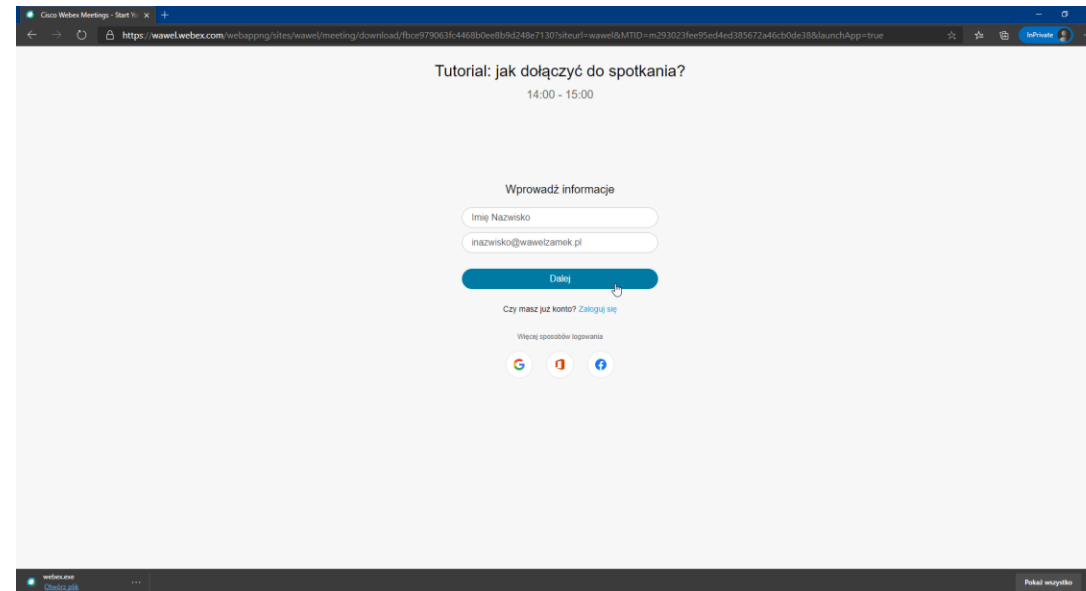 Cisco Webex Meetings - Start Yo
https://wawel.webex.com/webappng/sites/wawel/meeting/download/fbce979063fc4468b0ee8b9d248e7130?siteurl=wawel&MTID=m293023fee95ed4ed385672a46cb0de38&launchApp=true
InPrivate
Tutorial: jak dołączyć do spotkania?
14:00 - 15:00
Wprowadź informacje
Imię Nazwisko
inazwisko@wawelzamek.pl
Dalej
Czy masz już konto? Zaloguj się
Więcej sposobów logowania
webex.exe
Otwórz plik
Pokaż wszystko